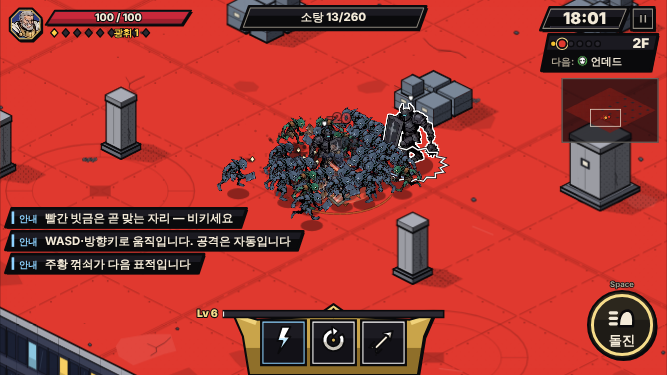 100 / 100
광휘 1
소탕 13/260
18:01
2F
다음: 언데드
-20
안내 빨간 빗금은 곧 맞는 자리 — 비키세요
안내 WASD·방향키로 움직입니다. 공격은 자동입니다
안내 주황 꺾쇠가 다음 표적입니다
Lv 6
Space
돌진